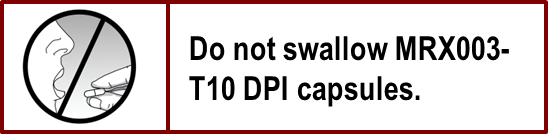 Do not swallow MRX003-
T10 DPI capsules.